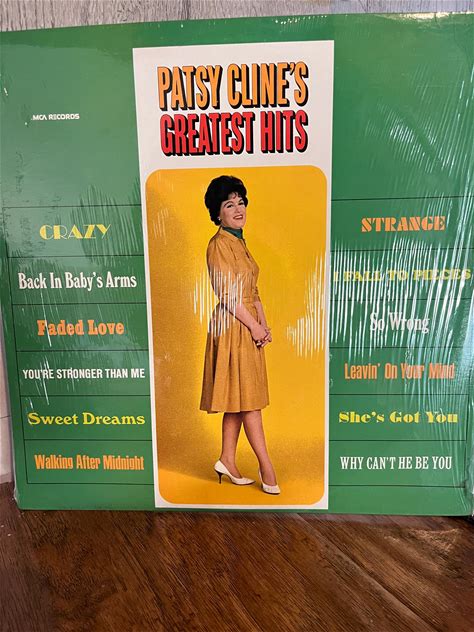 PATSY CLINE'S
GREATEST HITS
MCA RECORDS
CRAZY
Back In Baby's Arms
Faded Love
YOU'RE STRONGER THAN ME
Sweet Dreams
Walking After Midnight
STRANGE
I FALL TO PIECES
So Wrong
Leavin' On Your Mind
She's Got You
WHY CAN'T HE BE YOU